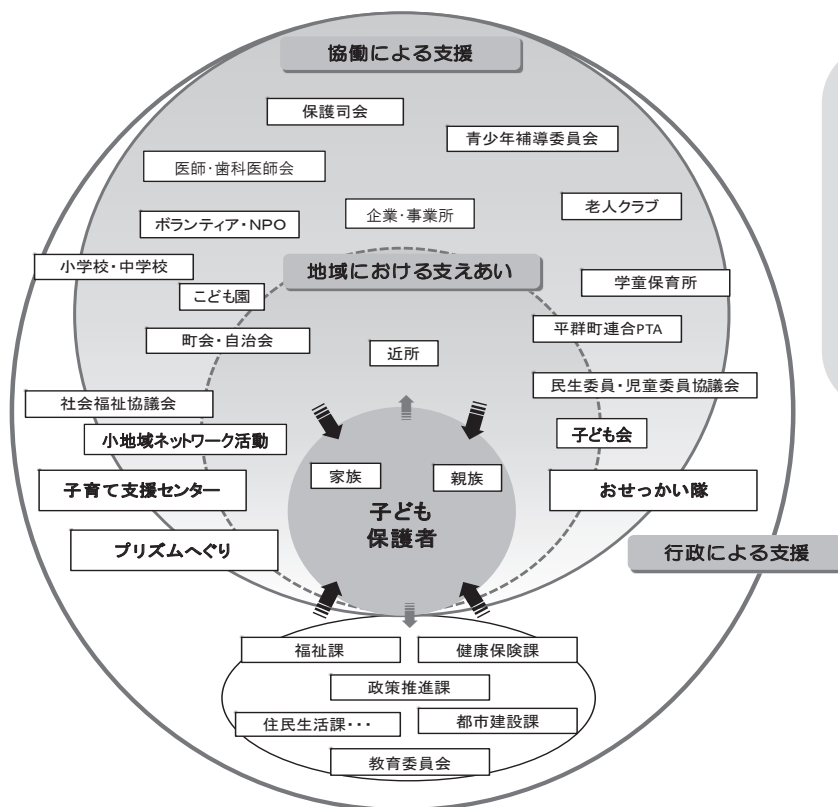 協働による支援
保護司会
青少年補導委員会
医師・歯科医師会
老人クラブ
企業・事業所
ボランティア・NPO
小学校・中学校
地域における支えあい
学童保育所
こども園
平群町連合PTA
町会・自治会
近所
民生委員・児童委員協議会
社会福祉協議会
小地域ネットワーク活動
子ども会
家族
親族
子育て支援センター
おせっかい隊
子ども
保護者
プリズムへぐり
行政による支援
福祉課
健康保険課
政策推進課
住民生活課・・・
都市建設課
教育委員会